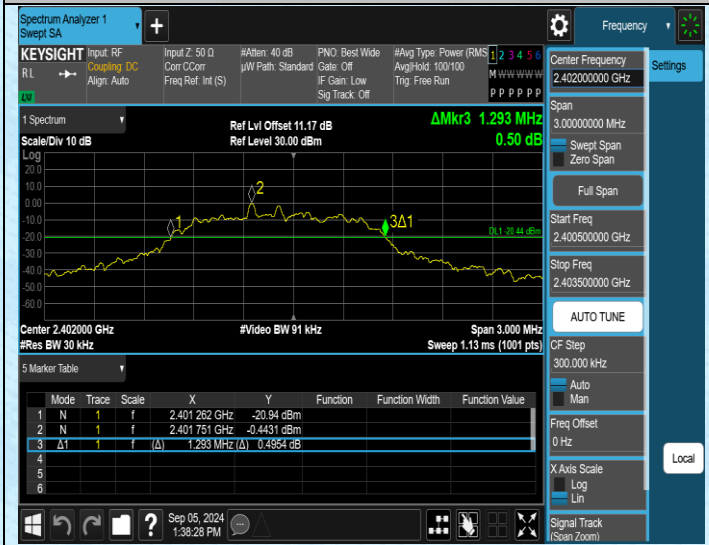 Spectrum Analyzer 1
Swept SA
+
Frequency
KEYSIGHT
RL
LU
Input: RF
Coupling: DC
Align: Auto
Input Z: 50 Ω
Corr CCorr
Freq Ref: Int (S)
#Atten: 40 dB
µW Path: Standard
PNO: Best Wide
Gate: Off
IF Gain: Low
Sig Track: Off
#Avg Type: Power (RMS
Avg|Hold: 100/100
Trig: Free Run
1 2 3 4 5 6
M W W W W W
P P P P P P
1 Spectrum
Scale/Div 10 dB
Ref Lvl Offset 11.17 dB
Ref Level 30.00 dBm
ΔMkr3 1.293 MHz
0.50 dB
Log
20.0
10.0
0.00
-10.0
-20.0
-30.0
-40.0
-50.0
-60.0
1
2
3Δ1
DL1 -20.44 dBm
Center 2.402000 GHz
#Res BW 30 kHz
#Video BW 91 kHz
Span 3.000 MHz
Sweep 1.13 ms (1001 pts)
5 Marker Table
Mode Trace Scale X Y Function Function Width Function Value
1 N 1 f 2.401 262 GHz -20.94 dBm
2 N 1 f 2.401 751 GHz -0.4431 dBm
3 Δ1 1 f (Δ) 1.293 MHz (Δ) 0.4954 dB
4
5
6
?
Sep 05, 2024
1:38:28 PM
Center Frequency
2.402000000 GHz
Span
3.00000000 MHz
Swept Span
Zero Span
Full Span
Start Freq
2.400500000 GHz
Stop Freq
2.403500000 GHz
AUTO TUNE
CF Step
300.000 kHz
Auto
Man
Freq Offset
0 Hz
X Axis Scale
Log
Lin
Signal Track
(Span Zoom)
Settings
Local